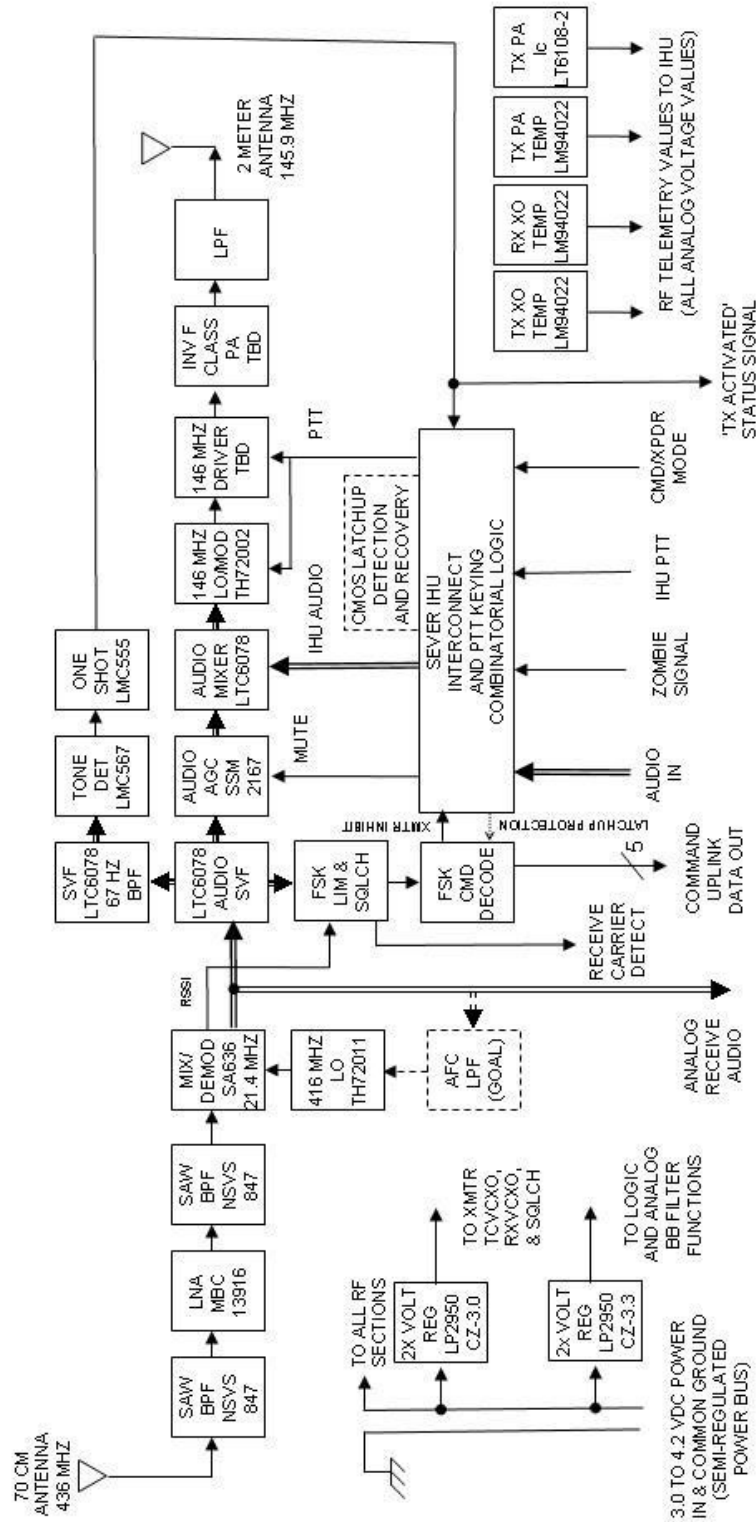 70 CM
ANTENNA
436 MHZ
SAW
BPF
NSVS
847
LNA
MBC
13916
SAW
BPF
NSVS
847
MIX/
DEMOD
SA636
21.4 MHZ
RSSI
416 MHZ
LO
TH72011
AFC
LPF
(GOAL)
ANALOG
RECEIVE
AUDIO
SVF
LTC6078
67 HZ
BPF
TONE
DET
LMC567
ONE
SHOT
LMC555
LTC6078
AUDIO
SVF
AUDIO
AGC
SSM
2167
AUDIO
MIXER
LTC6078
146 MHZ
LO/MOD
TH72002
146 MHZ
DRIVER
TBD
INV F
CLASS
PA
TBD
LPF
2 METER
ANTENNA
145.9 MHZ
FSK
LIM &
SQLCH
FSK
CMD
DECODE
RECEIVE
CARRIER
DETECT
5
COMMAND
UPLINK
DATA OUT
XMTR INHIBIT
LATCHUP PROTECTION
MUTE
IHU AUDIO
PTT
CMOS LATCHUP
DETECTION
AND RECOVERY
SEVER IHU
INTERCONNECT
AND PTT KEYING
COMBINATORIAL LOGIC
AUDIO
IN
ZOMBIE
SIGNAL
IHU PTT
CMD/XPDR
MODE
'TX ACTIVATED'
STATUS SIGNAL
TX XO
TEMP
LM94022
RX XO
TEMP
LM94022
TX PA
TEMP
LM94022
TX PA
Ic
LT6108-2
RF TELEMETRY VALUES TO IHU
(ALL ANALOG VOLTAGE VALUES)
TO ALL RF
SECTIONS
2x VOLT
REG
LP2950
CZ-3.0
TO XMTR
TCVCXO,
RXVCXO,
& SQLCH
2x VOLT
REG
LP2950
CZ-3.3
TO LOGIC
AND ANALOG
BB FILTER
FUNCTIONS
3.0 TO 4.2 VDC POWER
IN & COMMON GROUND
(SEMI-REGULATED
POWER BUS)